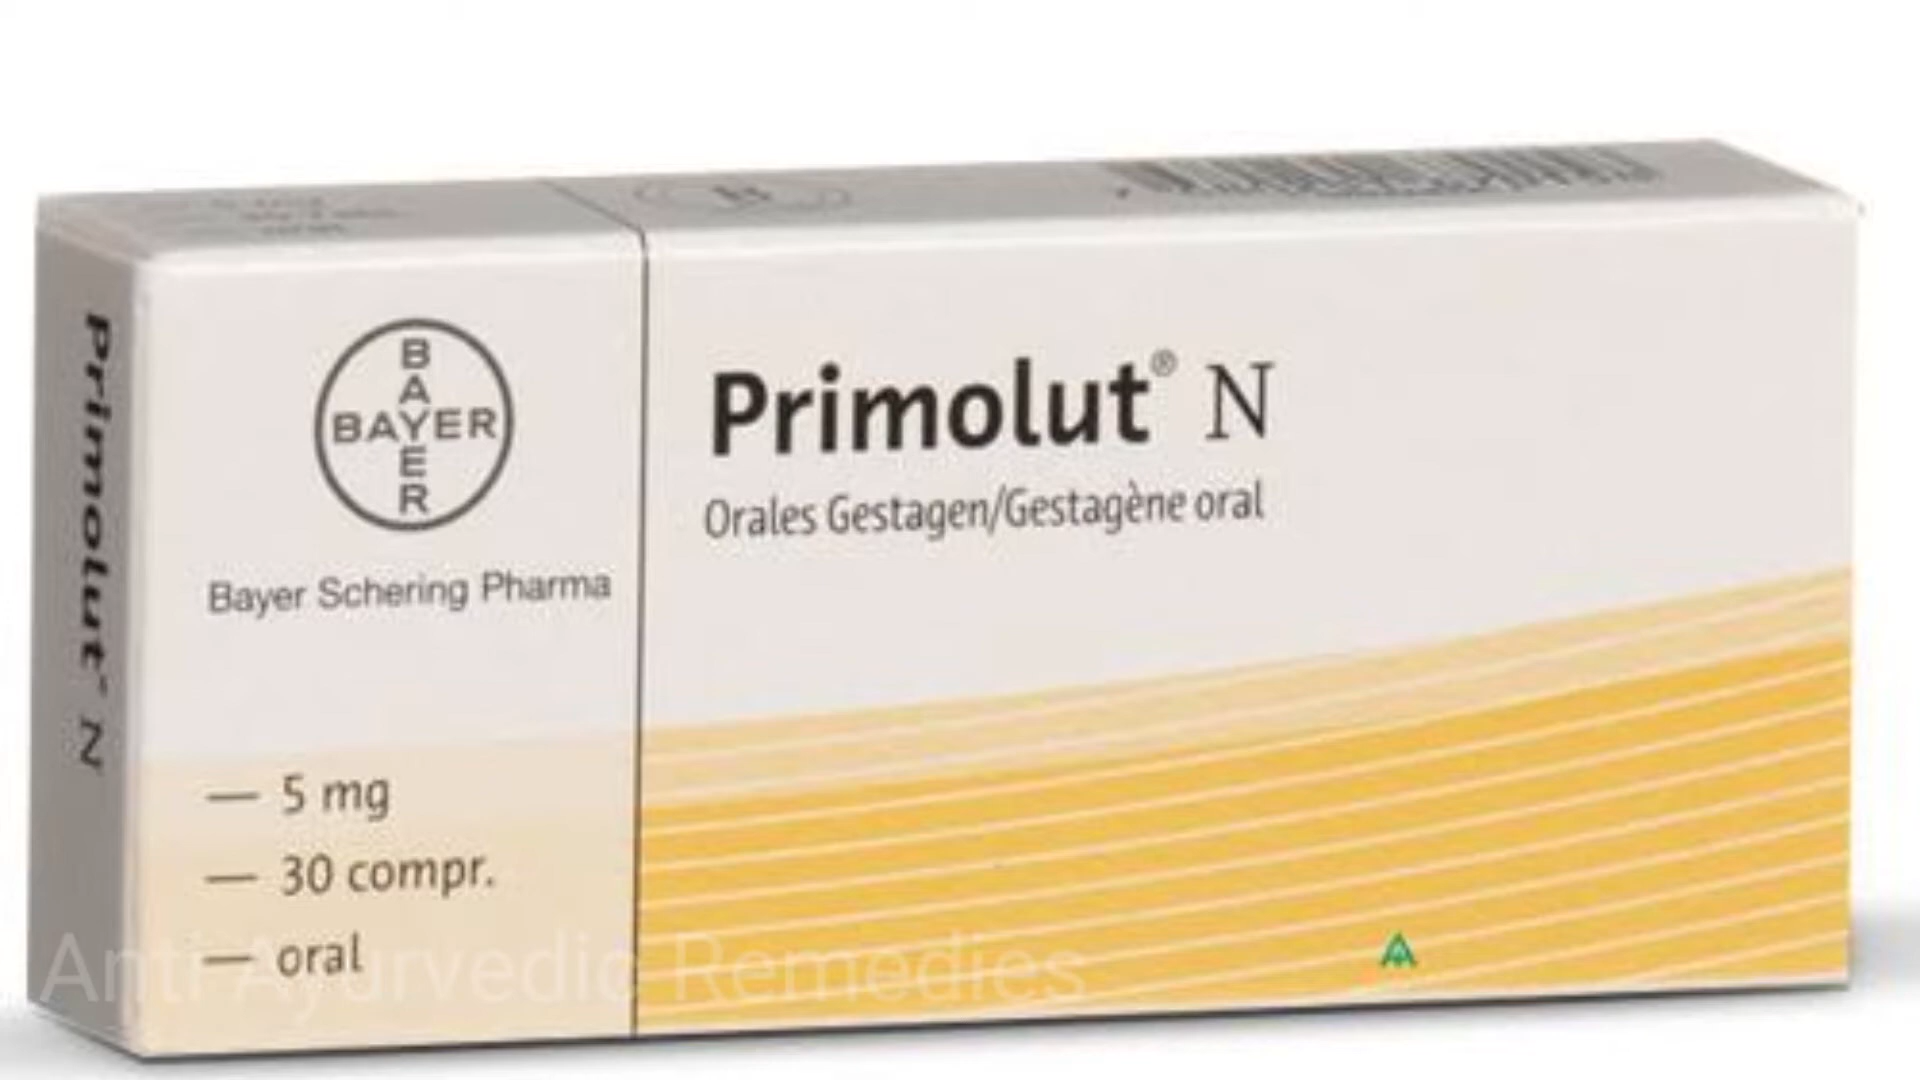 Primolut® N
BAYER
BAYER
Bayer Schering Pharma
Primolut® N
Orales Gestagen/Gestagène oral
— 5 mg
— 30 compr.
— oral
Anti Ayurvedic Remedies